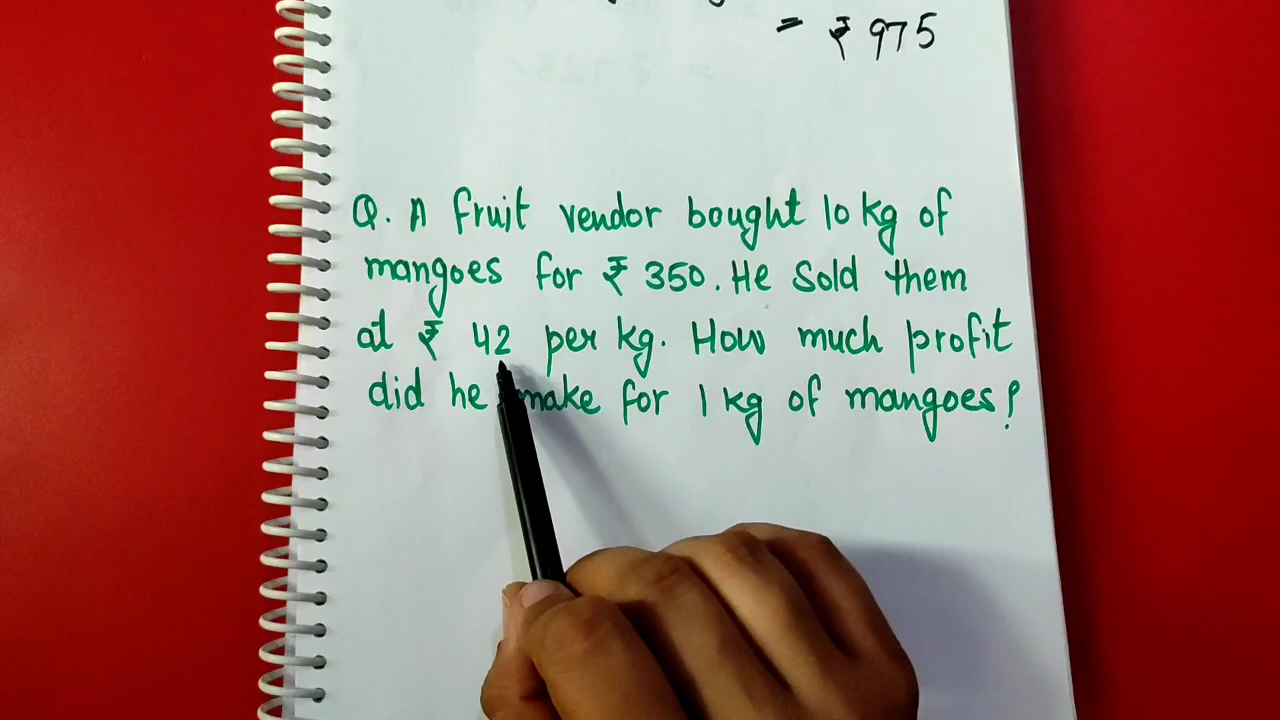 = ₹ 975
Q. A fruit vendor bought 10 kg of
mangoes for ₹ 350. He sold them
at ₹ 42 per kg. How much profit
did he make for 1 kg of mangoes?